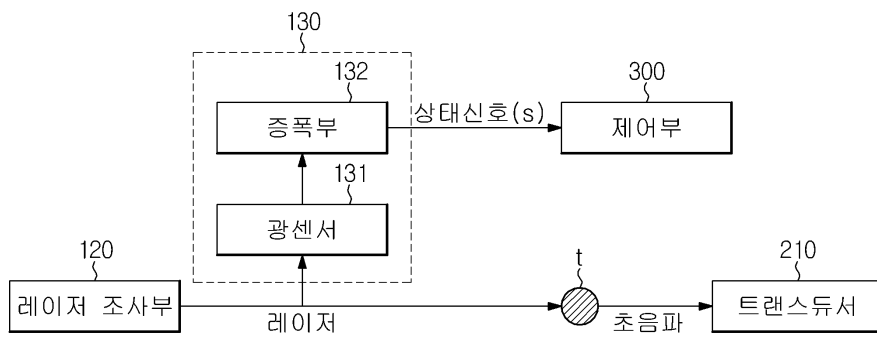 130
132
증폭부
상태신호(s)
300
제어부
131
광센서
120
레이저 조사부
레이저
t
초음파
210
트랜스듀서